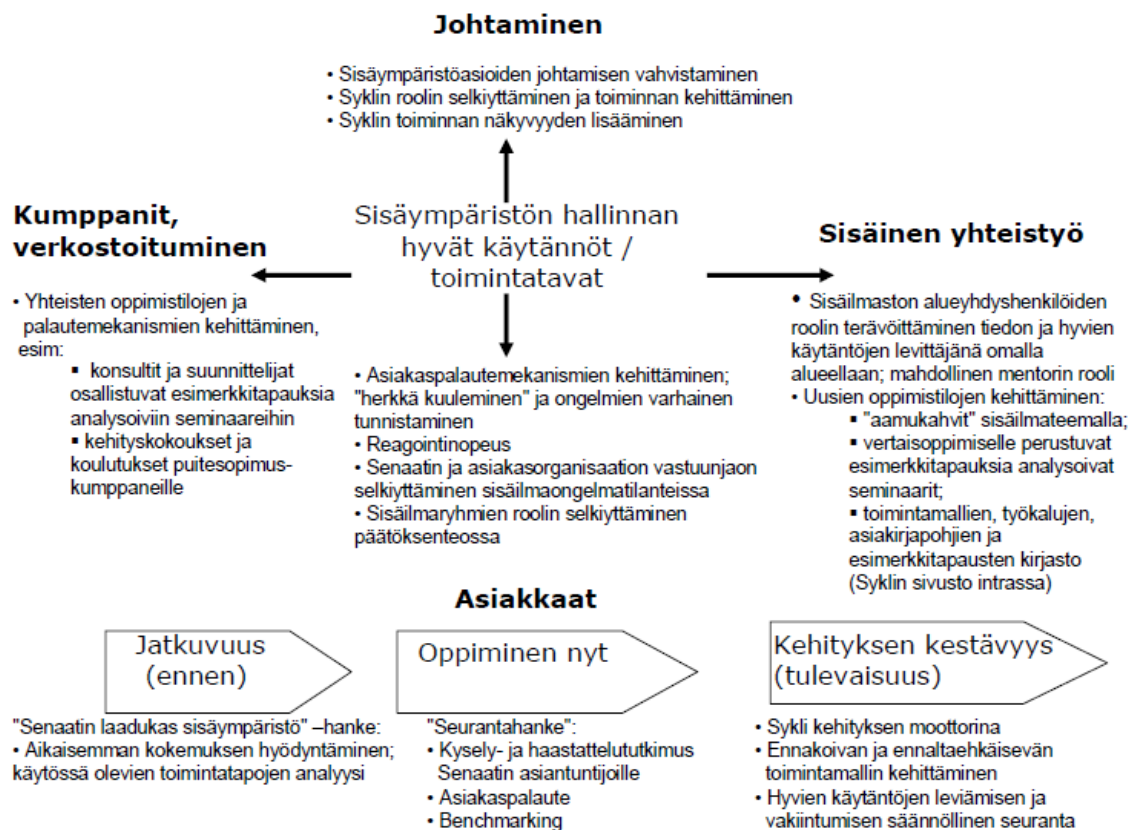 Johtaminen
• Sisäympäristöasioiden johtamisen vahvistaminen
• Syklin roolin selkiyttäminen ja toiminnan kehittäminen
• Syklin toiminnan näkyvyyden lisääminen
Kumppanit,
verkostoituminen
Sisäympäristön hallinnan
hyvät käytännöt /
toimintatavat
Sisäinen yhteistyö
• Yhteisten oppimistilojen ja
palautemekanismien kehittäminen,
esim:
▪ konsultit ja suunnittelijat
osallistuvat esimerkkitapauksia
analysoiviin seminaareihin
▪ kehityskokoukset ja
koulutukset puitesopimus-
kumppaneille
• Asiakaspalautemekanismien kehittäminen;
"herkkä kuuleminen" ja ongelmien varhainen
tunnistaminen
• Reagointinopeus
• Senaatin ja asiakasorganisaation vastuunjaon
selkiyttäminen sisäilmaongelmatilanteissa
• Sisäilmaryhmien roolin selkiyttäminen
päätöksenteossa
• Sisäilmaston alueyhdyshenkilöiden
roolin terävöittäminen tiedon ja hyvien
käytäntöjen levittäjänä omalla
alueellaan; mahdollinen mentorin rooli
• Uusien oppimistilojen kehittäminen:
▪ "aamukahvit" sisäilmateemalla;
▪ vertaisoppimiselle perustuvat
esimerkkitapauksia analysoivat
seminaarit;
▪ toimintamallien, työkalujen,
asiakirjapohjien ja
esimerkkitapausten kirjasto
(Syklin sivusto intrassa)
Asiakkaat
Jatkuvuus
(ennen)
Oppiminen nyt
Kehityksen kestävyys
(tulevaisuus)
"Senaatin laadukas sisäympäristö" –hanke:
• Aikaisemman kokemuksen hyödyntäminen;
käytössä olevien toimintatapojen analyysi
"Seurantahanke":
• Kysely- ja haastattelututkimus
Senaatin asiantuntijoille
• Asiakaspalaute
• Benchmarking
• Sykli kehityksen moottorina
• Ennakoivan ja ennaltaehkäisevän
toimintamallin kehittäminen
• Hyvien käytäntöjen leviämisen ja
vakiintumisen säännöllinen seuranta